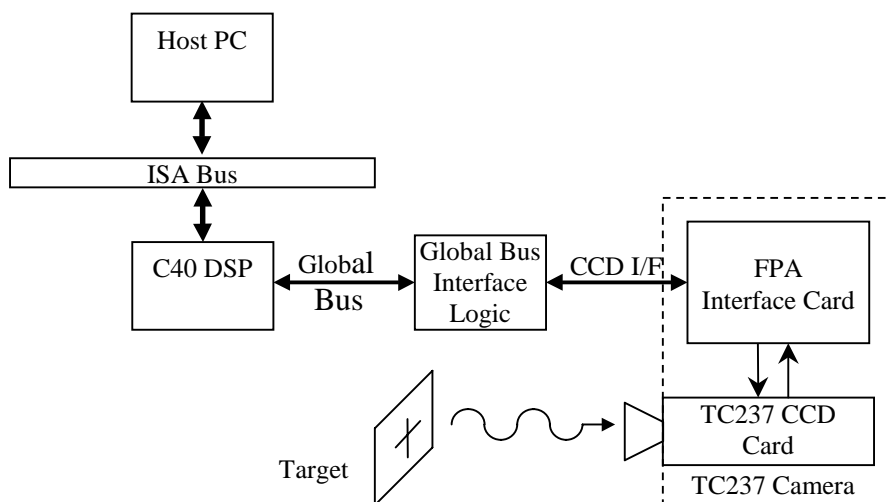 Host PC
ISA Bus
C40 DSP
Global
Bus
Global Bus
Interface
Logic
CCD I/F
FPA
Interface Card
TC237 CCD
Card
Target
TC237 Camera